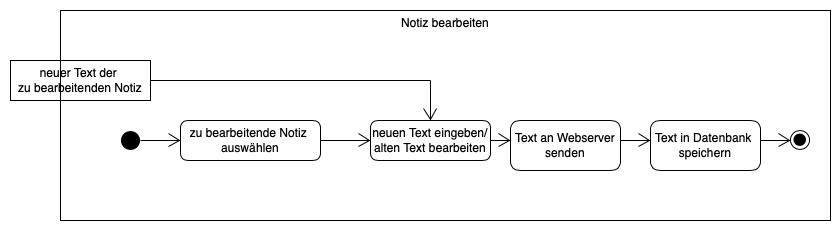 Notiz bearbeiten
neuer Text der
zu bearbeitenden Notiz
zu bearbeitende Notiz
auswählen
neuen Text eingeben/
alten Text bearbeiten
Text an Webserver
senden
Text in Datenbank
speichern